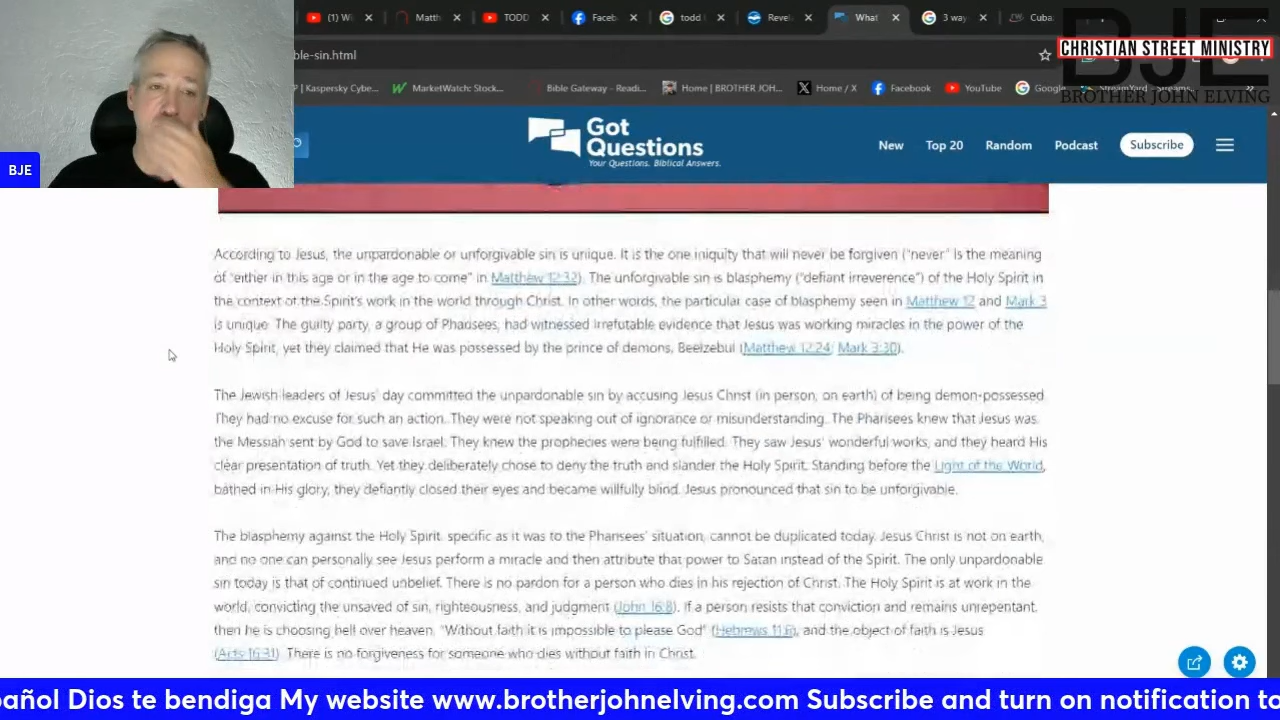 (1) Wi
Matth
TODD
Faceb
todd
Revel
What
3 way
Cuba
ble-sin.html
Kaspersky Cybe...
MarketWatch: Stock...
Bible Gateway - Readi...
Home | BROTHER JOH...
Home / X
Facebook
YouTube
Google
StreamYard - Streams...
BJE
CHRISTIAN STREET MINISTRY
BROTHER JOHN ELVING
BJE
Got
Questions
Your Questions. Biblical Answers.
New
Top 20
Random
Podcast
Subscribe
According to Jesus, the unpardonable or unforgivable sin is unique. It is the one iniquity that will never be forgiven (“never” is the meaning
of “either in this age or in the age to come” in Matthew 12:32). The unforgivable sin is blasphemy (“defiant irreverence”) of the Holy Spirit in
the context of the Spirit’s work in the world through Christ. In other words, the particular case of blasphemy seen in Matthew 12 and Mark 3
is unique. The guilty party, a group of Pharisees, had witnessed irrefutable evidence that Jesus was working miracles in the power of the
Holy Spirit, yet they claimed that He was possessed by the prince of demons, Beelzebul (Matthew 12:24; Mark 3:30).
The Jewish leaders of Jesus’ day committed the unpardonable sin by accusing Jesus Christ (in person, on earth) of being demon-possessed.
They had no excuse for such an action. They were not speaking out of ignorance or misunderstanding. The Pharisees knew that Jesus was
the Messiah sent by God to save Israel. They knew the prophecies were being fulfilled. They saw Jesus’ wonderful works, and they heard His
clear presentation of truth. Yet they deliberately chose to deny the truth and slander the Holy Spirit. Standing before the Light of the World,
bathed in His glory, they defiantly closed their eyes and became willfully blind. Jesus pronounced that sin to be unforgivable.
The blasphemy against the Holy Spirit, specific as it was to the Pharisees’ situation, cannot be duplicated today. Jesus Christ is not on earth,
and no one can personally see Jesus perform a miracle and then attribute that power to Satan instead of the Spirit. The only unpardonable
sin today is that of continued unbelief. There is no pardon for a person who dies in his rejection of Christ. The Holy Spirit is at work in the
world, convicting the unsaved of sin, righteousness, and judgment (John 16:8). If a person resists that conviction and remains unrepentant,
then he is choosing hell over heaven. “Without faith it is impossible to please God” (Hebrews 11:6), and the object of faith is Jesus
(Acts 16:31). There is no forgiveness for someone who dies without faith in Christ.
pañol Dios te bendiga My website www.brotherjohnelving.com Subscribe and turn on notification to